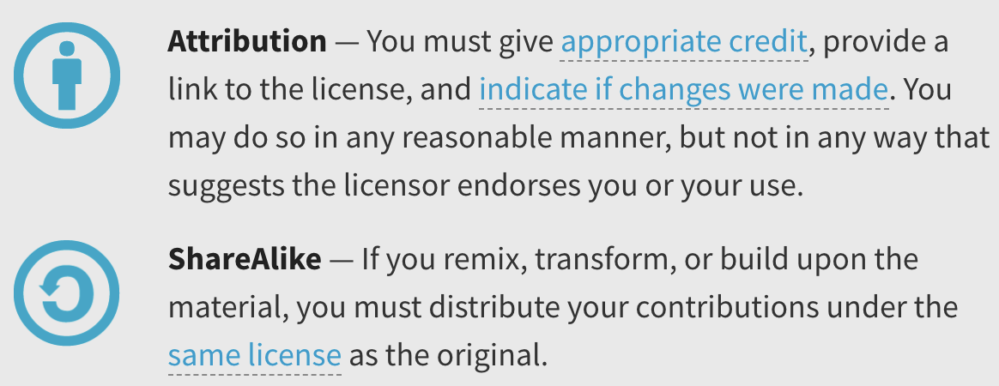 Attribution — You must give appropriate credit, provide a
link to the license, and indicate if changes were made. You
may do so in any reasonable manner, but not in any way that
suggests the licensor endorses you or your use.
ShareAlike — If you remix, transform, or build upon the
material, you must distribute your contributions under the
same license as the original.